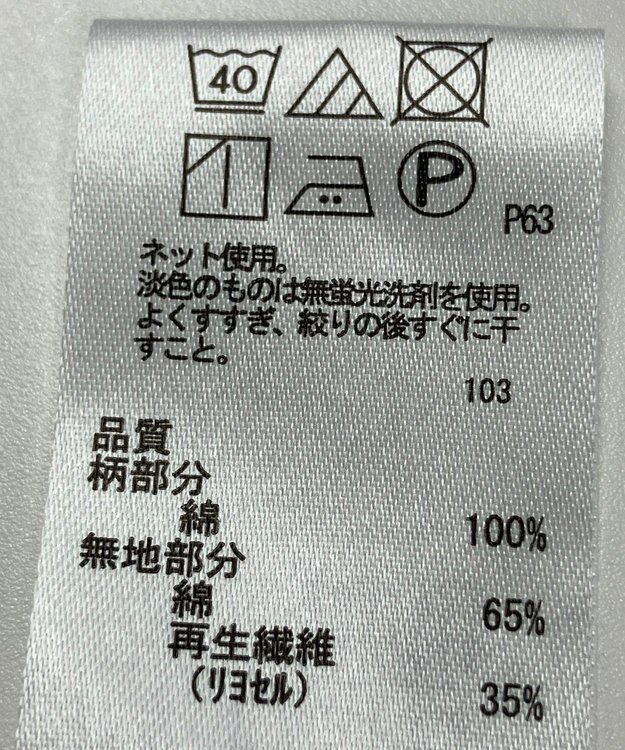 40
P
P63
ネット使用。
淡色のものは無蛍光洗剤を使用。
よくすすぎ、絞りの後すぐに干
すこと。
103
品質
柄部分
綿 100%
無地部分
綿 65%
再生繊維
(リヨセル) 35%